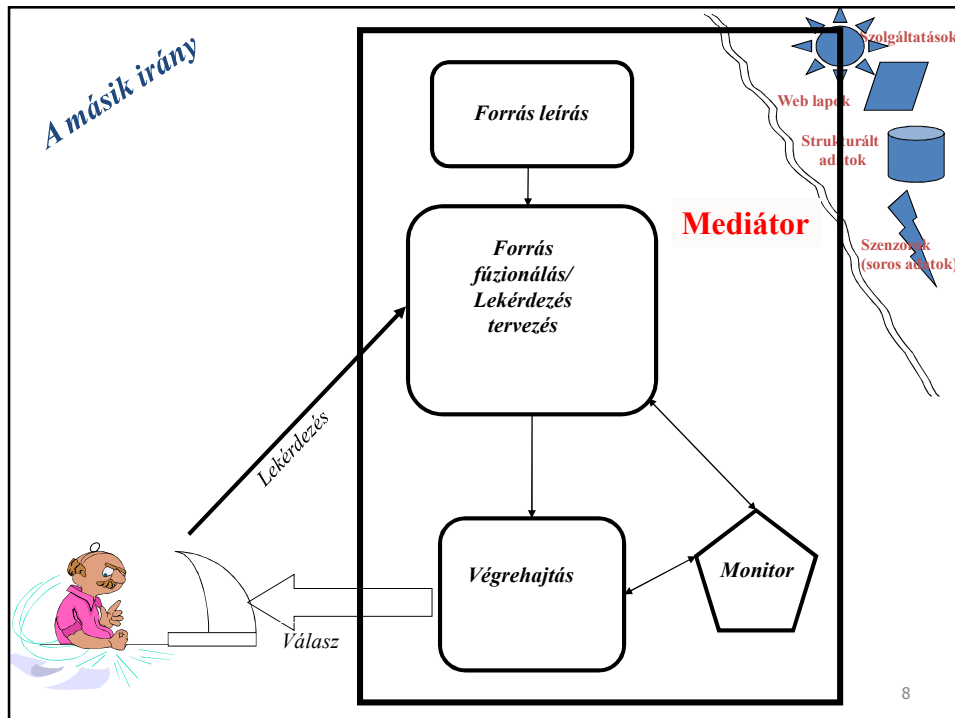 A másik irány
Szolgáltatások
Web lapok
Strukturált
adatok
Szenzorok
(soros adatok)
Forrás leírás
Mediátor
Forrás
fúzionálás/
Lekérdezés
tervezés
Lekérdezés
Végrehajtás
Monitor
Válasz
8